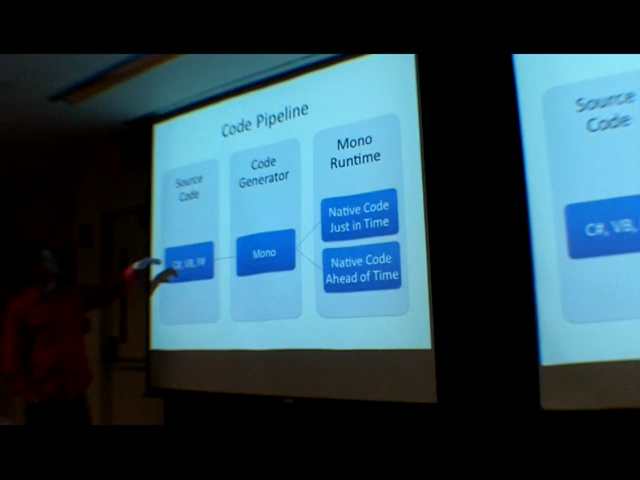 Code Pipeline
Source
Code
C#, VB, F#
Code
Generator
Mono
Mono
Runtime
Native Code
Just in Time
Native Code
Ahead of Time
Source
Code
C#, VB,